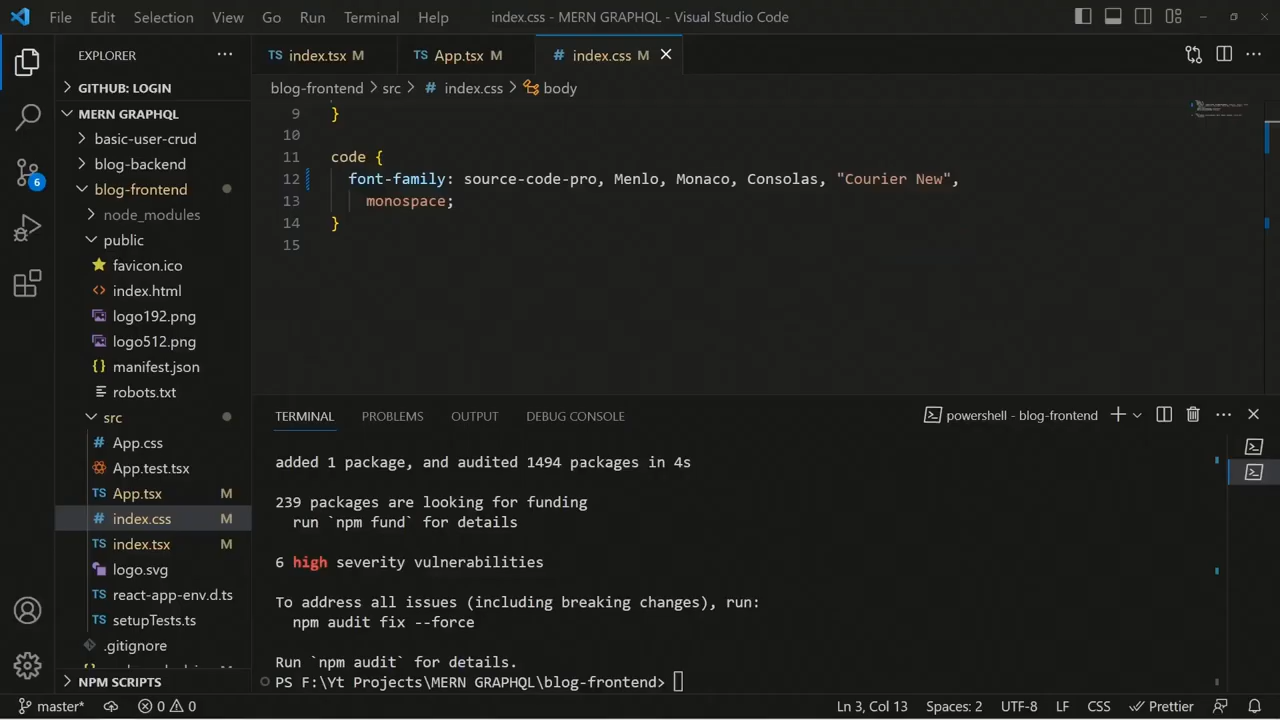 File Edit Selection View Go Run Terminal Help index.css - MERN GRAPHQL - Visual Studio Code
EXPLORER
index.tsx M
App.tsx M
index.css M
GITHUB: LOGIN
blog-frontend > src > # index.css > body
MERN GRAPHQL
basic-user-crud
blog-backend
blog-frontend
node_modules
public
favicon.ico
index.html
logo192.png
logo512.png
manifest.json
robots.txt
src
App.css
App.test.tsx
TS App.tsx M
# index.css M
TS index.tsx M
logo.svg
TS react-app-env.d.ts
TS setupTests.ts
.gitignore
NPM SCRIPTS
6
9 }
10
11 code {
12 font-family: source-code-pro, Menlo, Monaco, Consolas, "Courier New",
13 monospace;
14 }
15
TERMINAL PROBLEMS OUTPUT DEBUG CONSOLE
powershell - blog-frontend
added 1 package, and audited 1494 packages in 4s
239 packages are looking for funding
run `npm fund` for details
6 high severity vulnerabilities
To address all issues (including breaking changes), run:
npm audit fix --force
Run `npm audit` for details.
PS F:\Yt Projects\MERN GRAPHQL\blog-frontend>
master* 0 0 Ln 3, Col 13 Spaces: 2 UTF-8 LF CSS Prettier